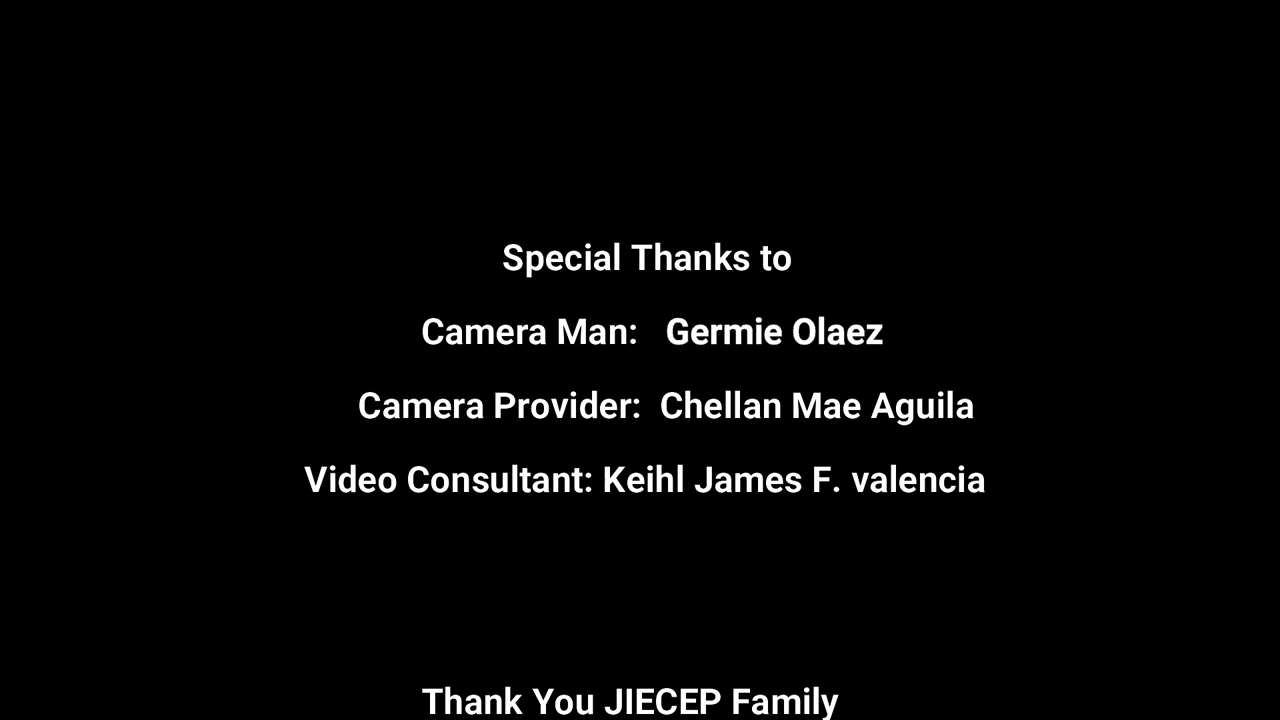 Special Thanks to
Camera Man: Germie Olaez
Camera Provider: Chellan Mae Aguila
Video Consultant: Keihl James F. valencia
Thank You JIECEP Family